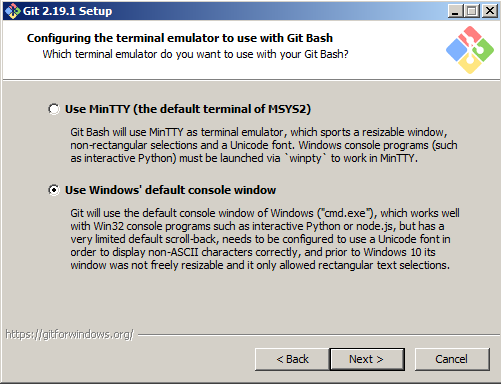 Git 2.19.1 Setup
Configuring the terminal emulator to use with Git Bash
Which terminal emulator do you want to use with your Git Bash?
Use MinTTY (the default terminal of MSYS2)
Git Bash will use MinTTY as terminal emulator, which sports a resizable window,
non-rectangular selections and a Unicode font. Windows console programs (such
as interactive Python) must be launched via `winpty` to work in MinTTY.
Use Windows' default console window
Git will use the default console window of Windows ("cmd.exe"), which works well
with Win32 console programs such as interactive Python or node.js, but has a
very limited default scroll-back, needs to be configured to use a Unicode font in
order to display non-ASCII characters correctly, and prior to Windows 10 its
window was not freely resizable and it only allowed rectangular text selections.
https://gitforwindows.org/
< Back Next > Cancel